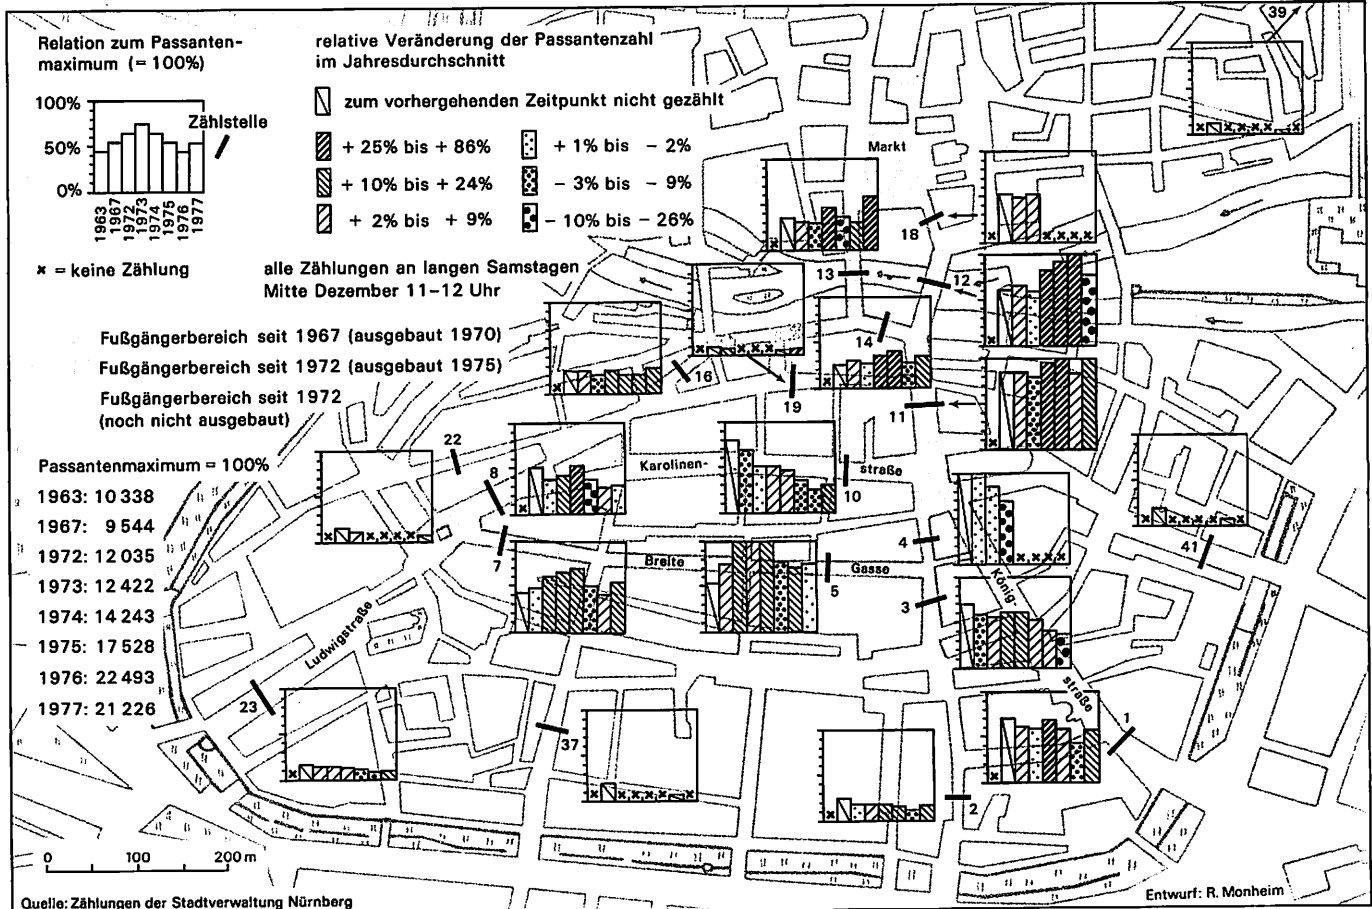 Relation zum Passanten-
maximum (= 100%)
100%
50%
0%
Zählstelle
1963
1967
1972
1973
1974
1975
1976
1977
x = keine Zählung
relative Veränderung der Passantenzahl
im Jahresdurchschnitt
zum vorhergehenden Zeitpunkt nicht gezählt
+ 25% bis + 86%
+ 1% bis - 2%
+ 10% bis + 24%
- 3% bis - 9%
+ 2% bis + 9%
- 10% bis - 26%
alle Zählungen an langen Samstagen
Mitte Dezember 11–12 Uhr
Fußgängerbereich seit 1967 (ausgebaut 1970)
Fußgängerbereich seit 1972 (ausgebaut 1975)
Fußgängerbereich seit 1972
(noch nicht ausgebaut)
Passantenmaximum = 100%
1963: 10 338
1967: 9 544
1972: 12 035
1973: 12 422
1974: 14 243
1975: 17 528
1976: 22 493
1977: 21 226
39
Markt
18
13
12
14
16
19
11
22
8
Karolinen-
straße
10
41
4
7
Breite
Gasse
5
König-
3
Ludwigstraße
straße
23
37
1
2
0 100 200 m
Entwurf: R. Monheim
Quelle: Zählungen der Stadtverwaltung Nürnberg